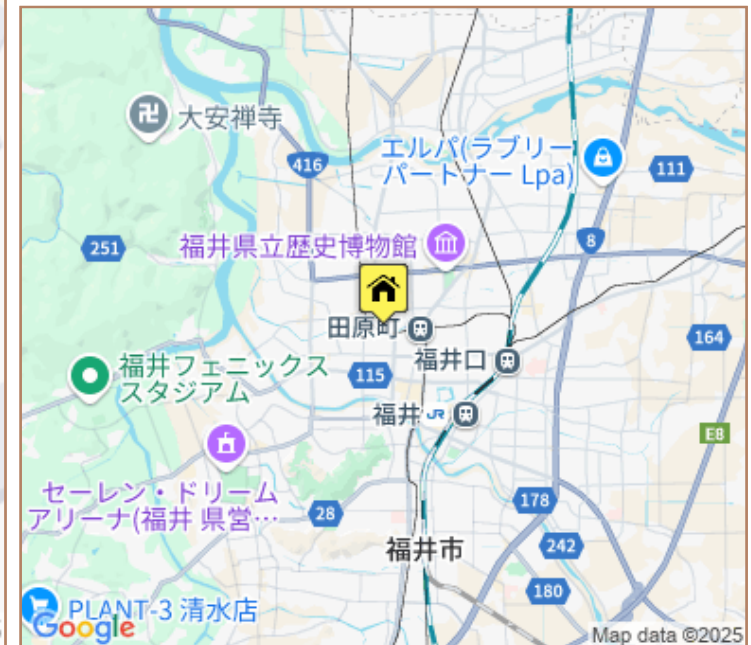 大安禅寺
416
エルパ(ラブリー
パートナー Lpa)
111
251
福井県立歴史博物館
8
田原町
164
福井フェニックス
スタジアム
115
福井口
福井
JR
E8
セーレン・ドリーム
アリーナ(福井 県営…
28
178
福井市
242
180
PLANT-3 清水店
Google
Map data ©2025